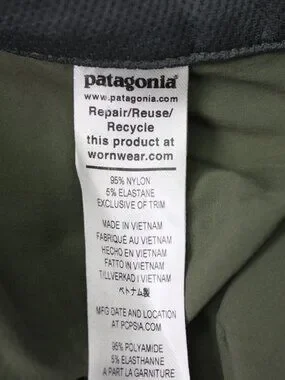 patagonia®
www.patagonia.com
Repair/Reuse/
Recycle
this product at
wornwear.com
95% NYLON
5% ELASTANE
EXCLUSIVE OF TRIM
MADE IN VIETNAM
FABRIQUÉ AU VIETNAM
HECHO EN VIETNAM
FATTO IN VIETNAM
TILLVERKAD I VIETNAM
ベトナム製
MFG DATE AND LOCATION
AT PCPSIA.COM
95% POLYAMIDE
5% ELASTHANNE
A PART LA GARNITURE